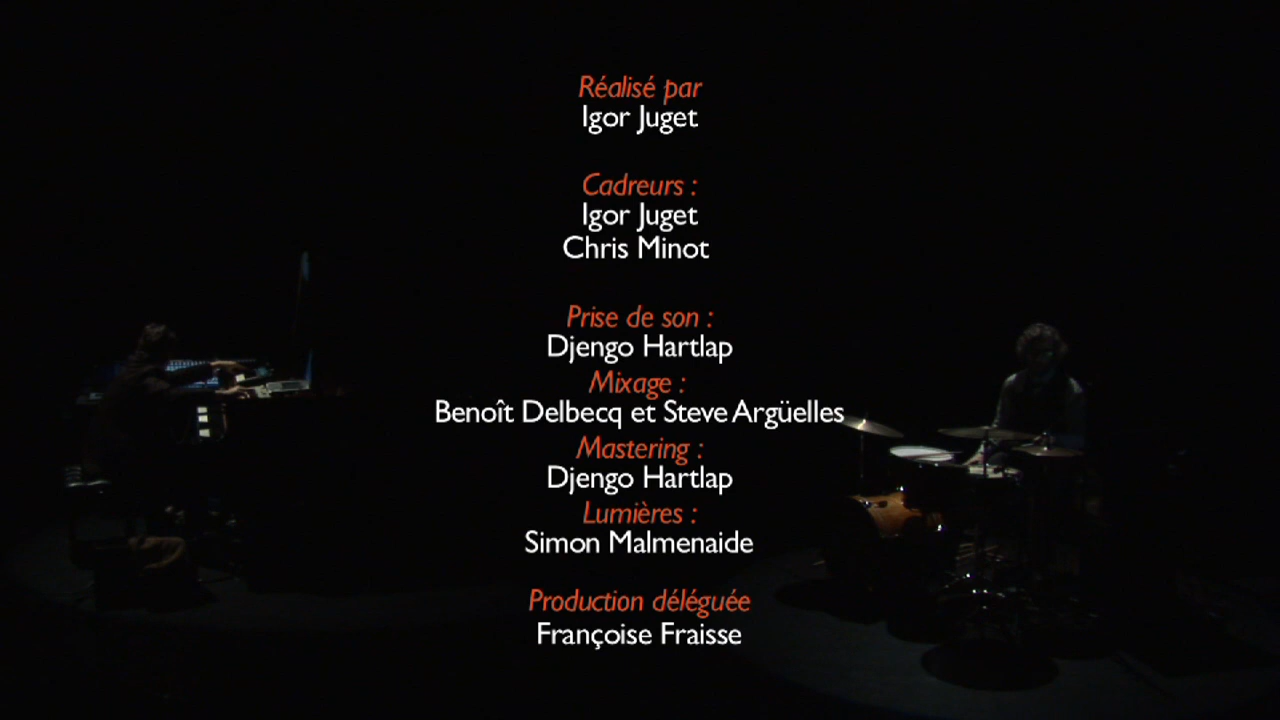 Réalisé par
Igor Juget
Cadreurs :
Igor Juget
Chris Minot
Prise de son :
Djengo Hartlap
Mixage :
Benoît Delbecq et Steve Argüelles
Mastering :
Djengo Hartlap
Lumières :
Simon Malmenaide
Production déléguée
Françoise Fraisse